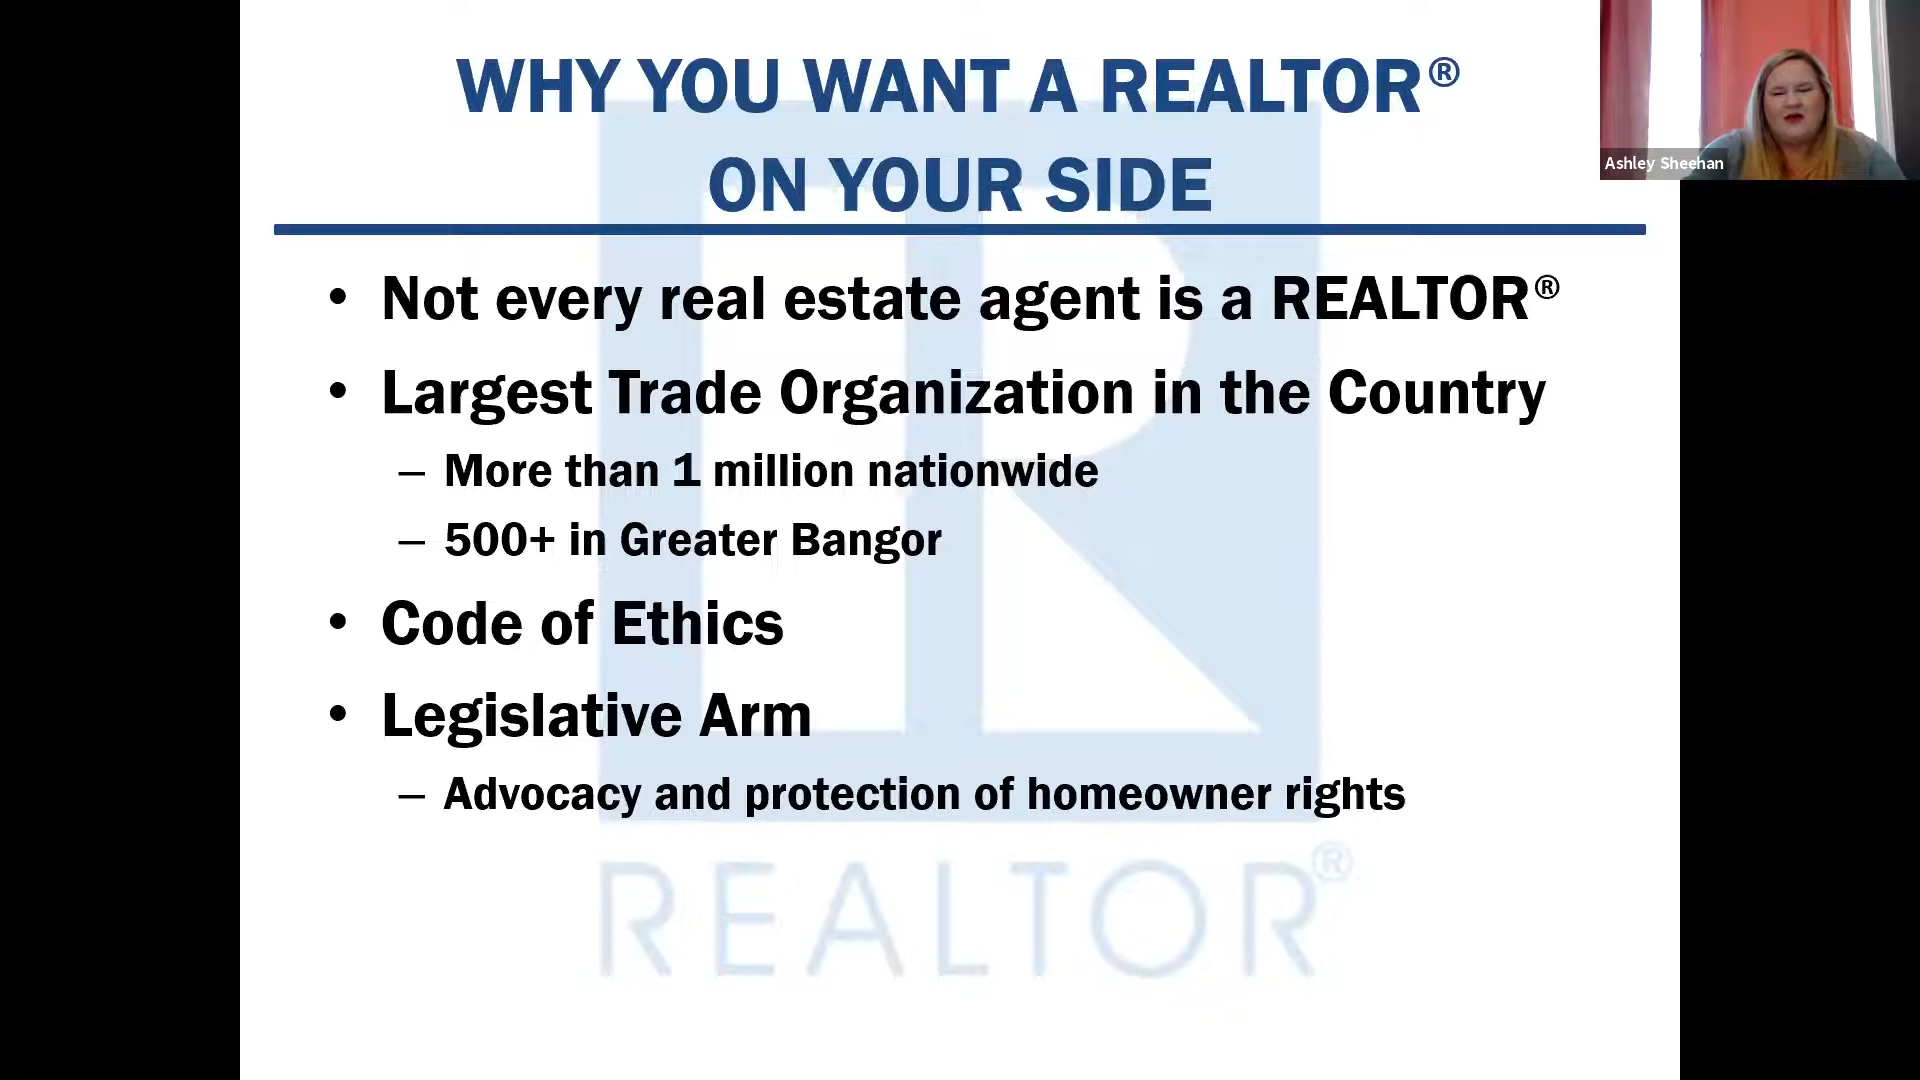 WHY YOU WANT A REALTOR®
ON YOUR SIDE
Ashley Sheehan
• Not every real estate agent is a REALTOR®
• Largest Trade Organization in the Country
– More than 1 million nationwide
– 500+ in Greater Bangor
• Code of Ethics
• Legislative Arm
– Advocacy and protection of homeowner rights
REALTOR®